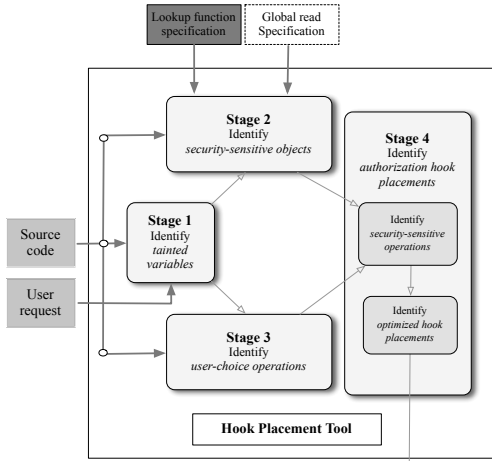 Lookup function
specification
Global read
Specification
Stage 2
Identify
security-sensitive objects
Stage 4
Identify
authorization hook
placements
Stage 1
Identify
tainted
variables
Source
code
User
request
Identify
security-sensitive
operations
Identify
optimized hook
placements
Stage 3
Identify
user-choice operations
Hook Placement Tool